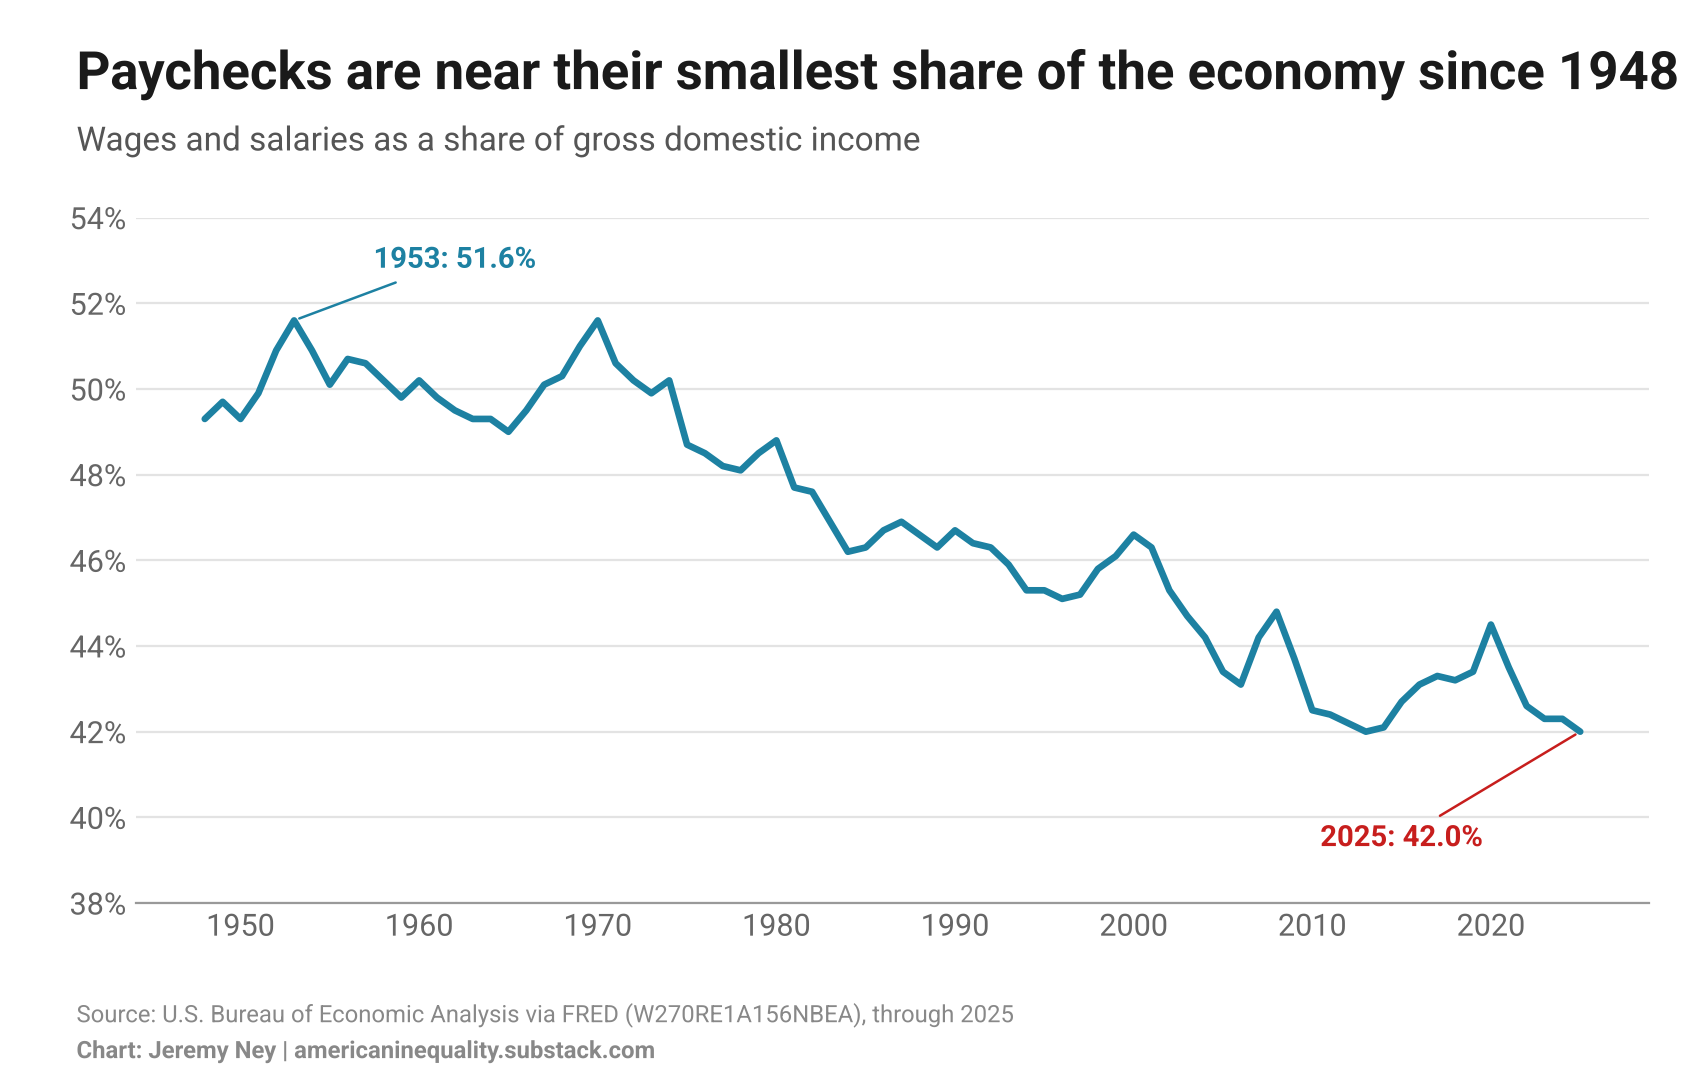 Paychecks are near their smallest share of the economy since 1948
Wages and salaries as a share of gross domestic income
54%
1953: 51.6%
52%
50%
48%
46%
44%
42%
40%
2025: 42.0%
38%
1950 1960 1970 1980 1990 2000 2010 2020
Source: U.S. Bureau of Economic Analysis via FRED (W270RE1A156NBEA), through 2025
Chart: Jeremy Ney | americaninequality.substack.com